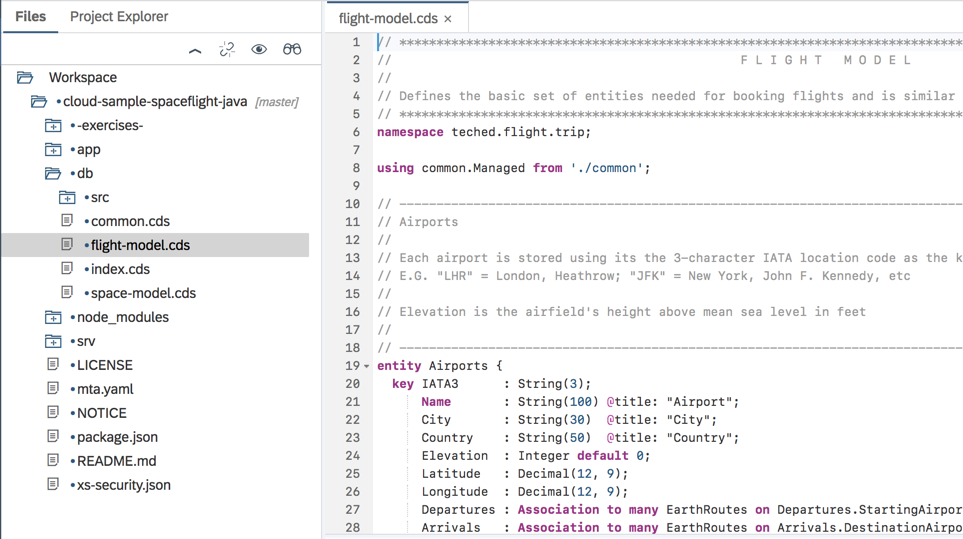 Files Project Explorer
Workspace
•cloud-sample-spaceflight-java [master]
•-exercises-
•app
•db
•src
•common.cds
•flight-model.cds
•index.cds
•space-model.cds
•node_modules
•srv
•LICENSE
•mta.yaml
•NOTICE
•package.json
•README.md
•xs-security.json
flight-model.cds ×
1 // ****************************************************************************
2 // F L I G H T M O D E L
3 //
4 // Defines the basic set of entities needed for booking flights and is similar
5 // ****************************************************************************
6 namespace teched.flight.trip;
7
8 using common.Managed from './common';
9
10 // ----------------------------------------------------------------------------
11 // Airports
12 //
13 // Each airport is stored using its the 3-character IATA location code as the k
14 // E.G. "LHR" = London, Heathrow; "JFK" = New York, John F. Kennedy, etc
15 //
16 // Elevation is the airfield's height above mean sea level in feet
17 //
18 // ----------------------------------------------------------------------------
19 entity Airports {
20 key IATA3 : String(3);
21 Name : String(100) @title: "Airport";
22 City : String(30) @title: "City";
23 Country : String(50) @title: "Country";
24 Elevation : Integer default 0;
25 Latitude : Decimal(12, 9);
26 Longitude : Decimal(12, 9);
27 Departures : Association to many EarthRoutes on Departures.StartingAirpor
28 Arrivals : Association to many EarthRoutes on Arrivals.DestinationAirpo